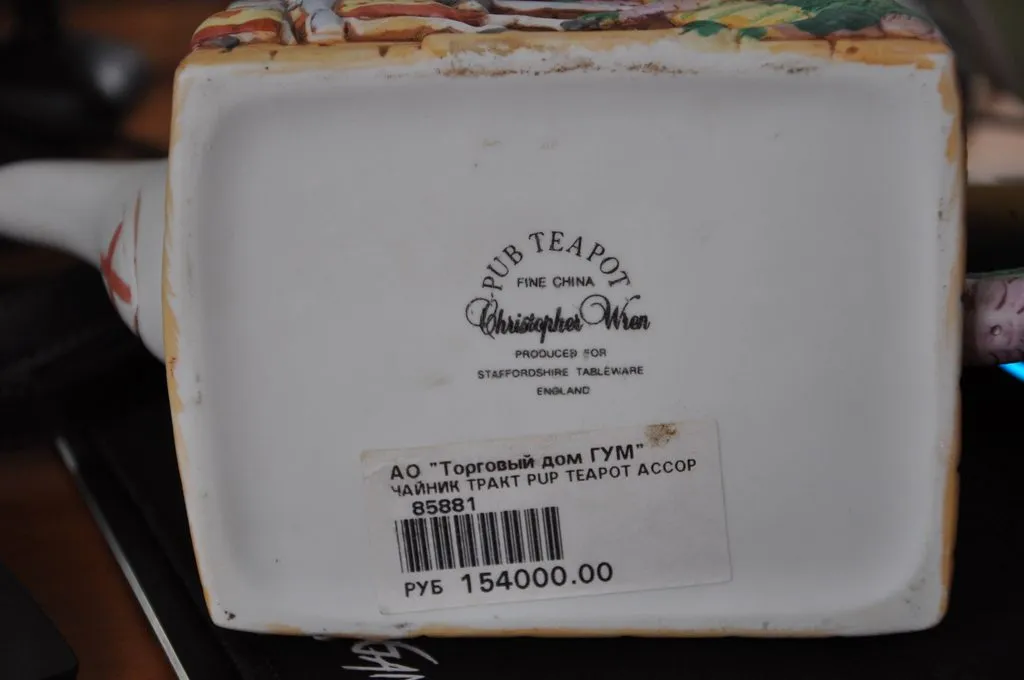 PUB TEAPOT
FINE CHINA
Christopher Wren
PRODUCED FOR
STAFFORDSHIRE TABLEWARE
ENGLAND
АО "Торговый дом ГУМ"
ЧАЙНИК ТРАКТ PUP TEAPOT АССОР
85881
РУБ 154000.00